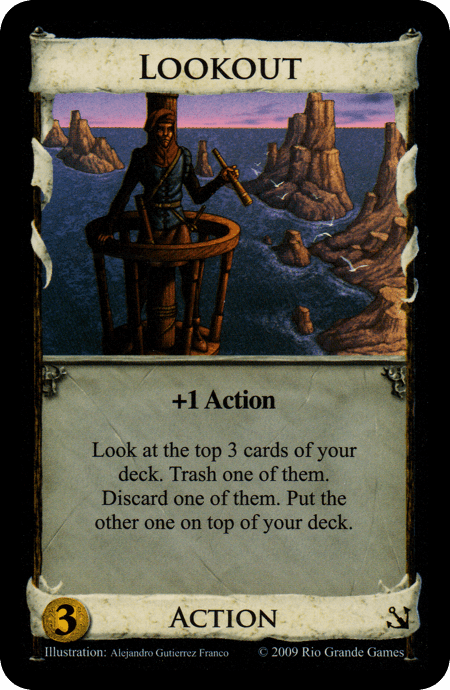 LOOKOUT
+1 Action
Look at the top 3 cards of your
deck. Trash one of them.
Discard one of them. Put the
other one on top of your deck.
3
ACTION
Illustration: Alejandro Gutierrez Franco
© 2009 Rio Grande Games